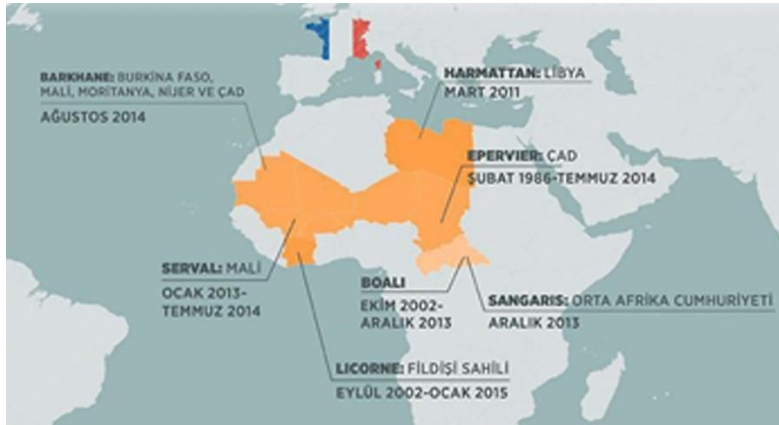 BARKHANE: BURKİNA FASO,
MALİ, MORİTANYA, NİJER VE ÇAD
AĞUSTOS 2014
HARMATTAN: LİBYA
MART 2011
EPERVIER: ÇAD
ŞUBAT 1986-TEMMUZ 2014
SERVAL: MALİ
OCAK 2013-
TEMMUZ 2014
BOALI
EKİM 2002-
ARALIK 2013
SANGARIS: ORTA AFRİKA CUMHURİYETİ
ARALIK 2013
LICORNE: FİLDİŞİ SAHİLİ
EYLÜL 2002-OCAK 2015